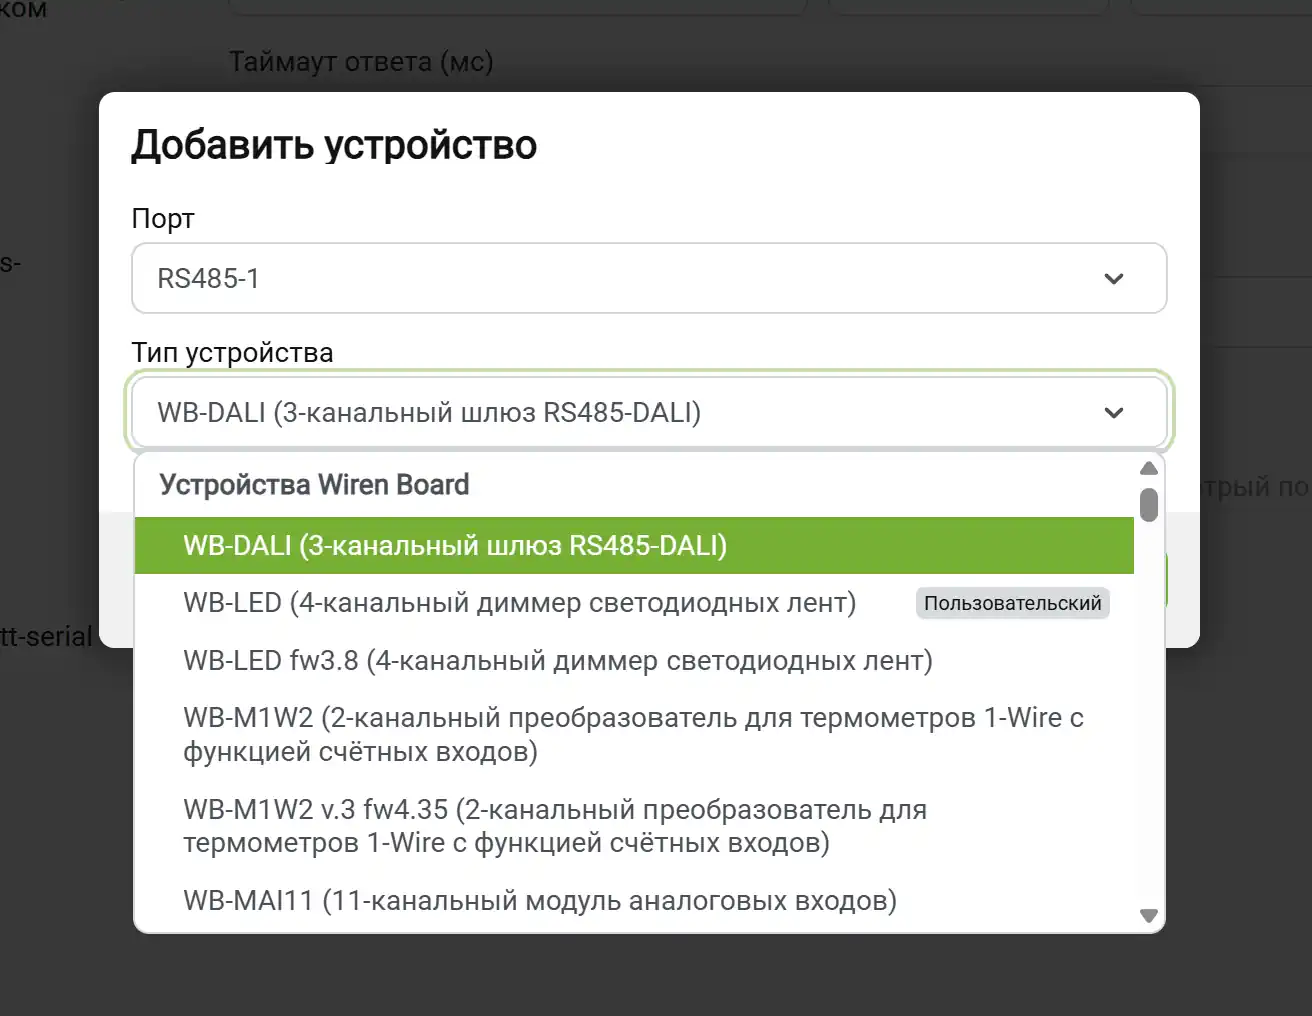 ком
Таймаут ответа (мс)
Добавить устройство
Порт
RS485-1
s-
Тип устройства
WB-DALI (3-канальный шлюз RS485-DALI)
Устройства Wiren Board
трый по
WB-DALI (3-канальный шлюз RS485-DALI)
WB-LED (4-канальный диммер светодиодных лент) Пользовательский
tt-serial
WB-LED fw3.8 (4-канальный диммер светодиодных лент)
WB-M1W2 (2-канальный преобразователь для термометров 1-Wire с
функцией счётных входов)
WB-M1W2 v.3 fw4.35 (2-канальный преобразователь для
термометров 1-Wire с функцией счётных входов)
WB-MAI11 (11-канальный модуль аналоговых входов)